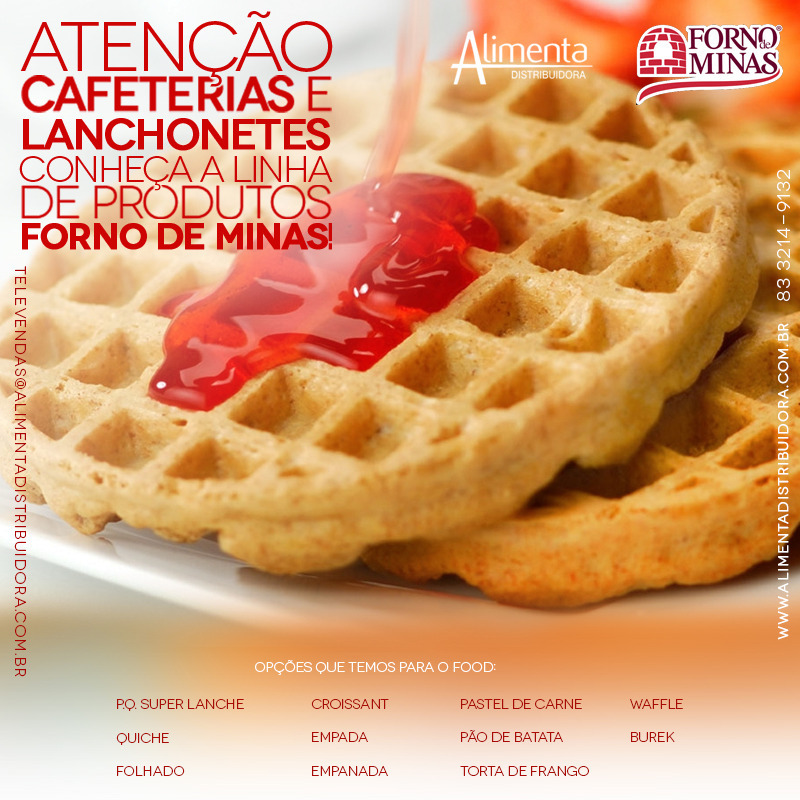 ATENÇÃO
CAFETERIAS E
LANCHONETES
CONHEÇA A LINHA
DE PRODUTOS
FORNO DE MINAS!
Alimenta
DISTRIBUIDORA
FORNO de
MINAS®
TELEVENDAS@ALIMENTADISTRIBUIDORA.COM.BR
WWW.ALIMENTADISTRIBUIDORA.COM.BR 83 3214-9132
OPÇÕES QUE TEMOS PARA O FOOD:
P.Q. SUPER LANCHE CROISSANT PASTEL DE CARNE WAFFLE
QUICHE EMPADA PÃO DE BATATA BUREK
FOLHADO EMPANADA TORTA DE FRANGO